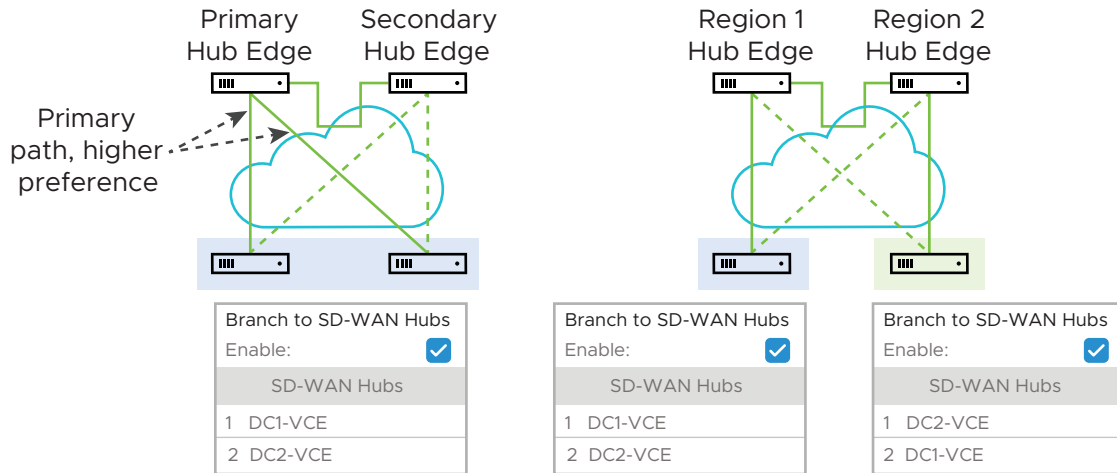 Primary
Hub Edge
Secondary
Hub Edge
Region 1
Hub Edge
Region 2
Hub Edge
Primary
path, higher
preference
Branch to SD-WAN Hubs
Enable:
SD-WAN Hubs
1 DC1-VCE
2 DC2-VCE
Branch to SD-WAN Hubs
Enable:
SD-WAN Hubs
1 DC1-VCE
2 DC2-VCE
Branch to SD-WAN Hubs
Enable:
SD-WAN Hubs
1 DC2-VCE
2 DC1-VCE